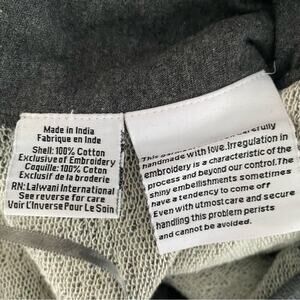 Made in India
Fabrique en Inde
Shell: 100% Cotton
Exclusive of Embroidery
Coquille: 100% Cotton
Exclusif de la broderie
RN: Lalwani International
See reverse for care
Voir L'inverse Pour Le Soin
carefully
handmade with love. Irregulation in
embroidery is a characteristic of the
process and beyond our control. The
shiny embellishments sometimes
have a tendency to come off
Even with utmost care and secure
handling this problem persists
and cannot be avoided.